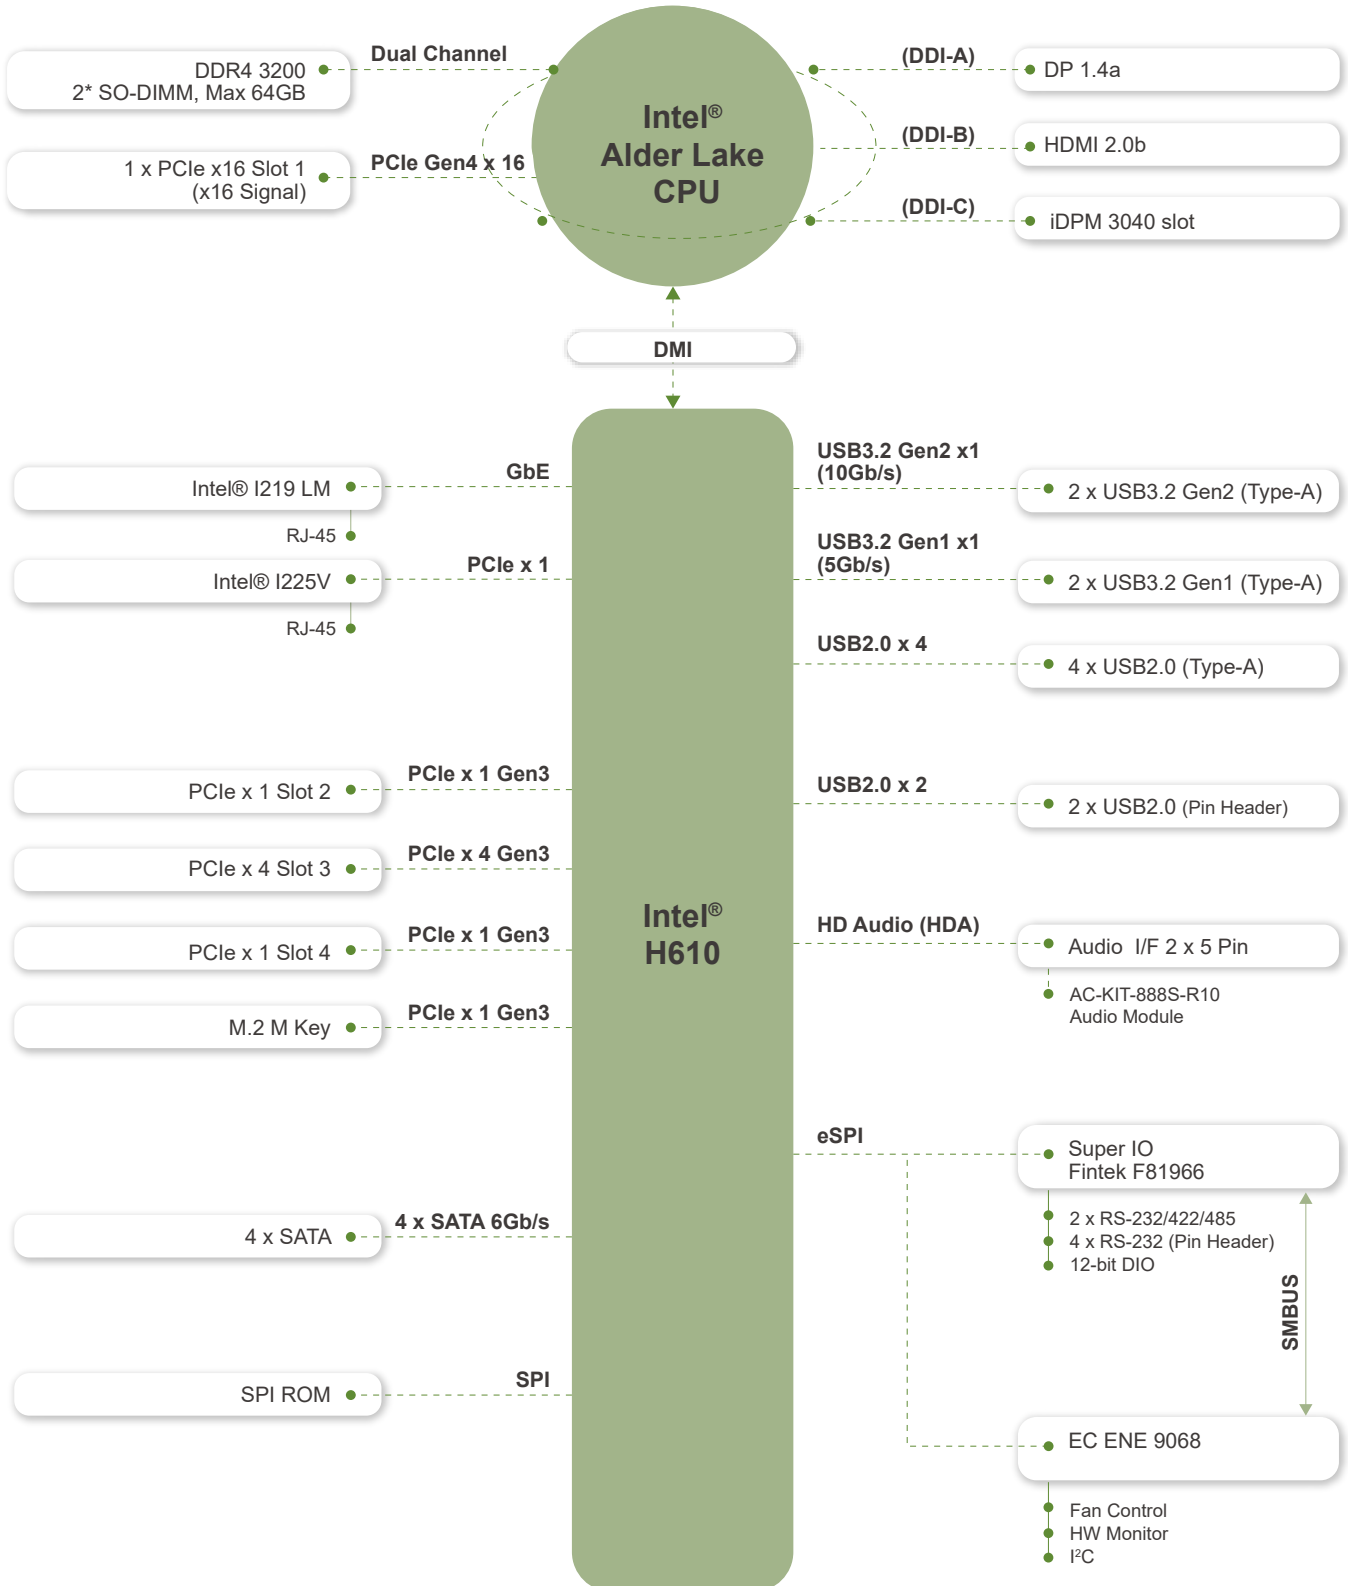 Dual Channel
DDR4 3200
2* SO-DIMM, Max 64GB
PCIe Gen4 x 16
1 x PCIe x16 Slot 1
(x16 Signal)
Intel®
Alder Lake
CPU
(DDI-A)
DP 1.4a
(DDI-B)
HDMI 2.0b
(DDI-C)
iDPM 3040 slot
DMI
GbE
Intel® I219 LM
RJ-45
PCIe x 1
Intel® I225V
RJ-45
PCIe x 1 Gen3
PCIe x 1 Slot 2
PCIe x 4 Gen3
PCIe x 4 Slot 3
PCIe x 1 Gen3
PCIe x 1 Slot 4
PCIe x 1 Gen3
M.2 M Key
4 x SATA 6Gb/s
4 x SATA
SPI
SPI ROM
Intel®
H610
USB3.2 Gen2 x1
(10Gb/s)
2 x USB3.2 Gen2 (Type-A)
USB3.2 Gen1 x1
(5Gb/s)
2 x USB3.2 Gen1 (Type-A)
USB2.0 x 4
4 x USB2.0 (Type-A)
USB2.0 x 2
2 x USB2.0 (Pin Header)
HD Audio (HDA)
Audio I/F 2 x 5 Pin
AC-KIT-888S-R10
Audio Module
eSPI
Super IO
Fintek F81966
2 x RS-232/422/485
4 x RS-232 (Pin Header)
12-bit DIO
SMBUS
EC ENE 9068
Fan Control
HW Monitor
I²C